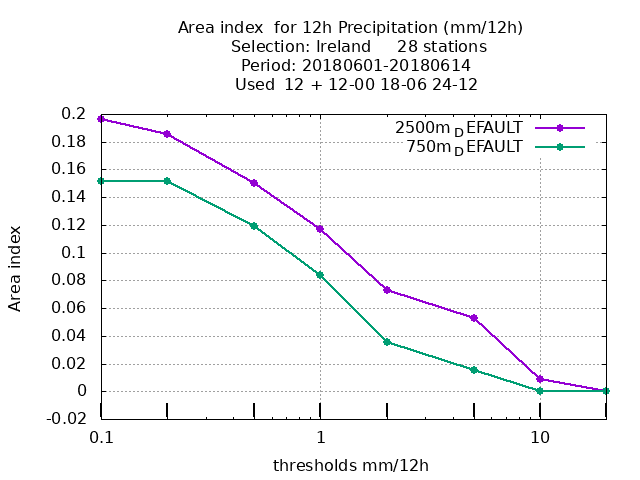 Area index  for 12h Precipitation (mm/12h)
Selection: Ireland     28 stations
Period: 20180601-20180614
Used  12 + 12-00 18-06 24-12
2500m_DEFAULT
750m_DEFAULT
Area index
0.2
0.18
0.16
0.14
0.12
0.1
0.08
0.06
0.04
0.02
0
-0.02
0.1
1
10
thresholds mm/12h